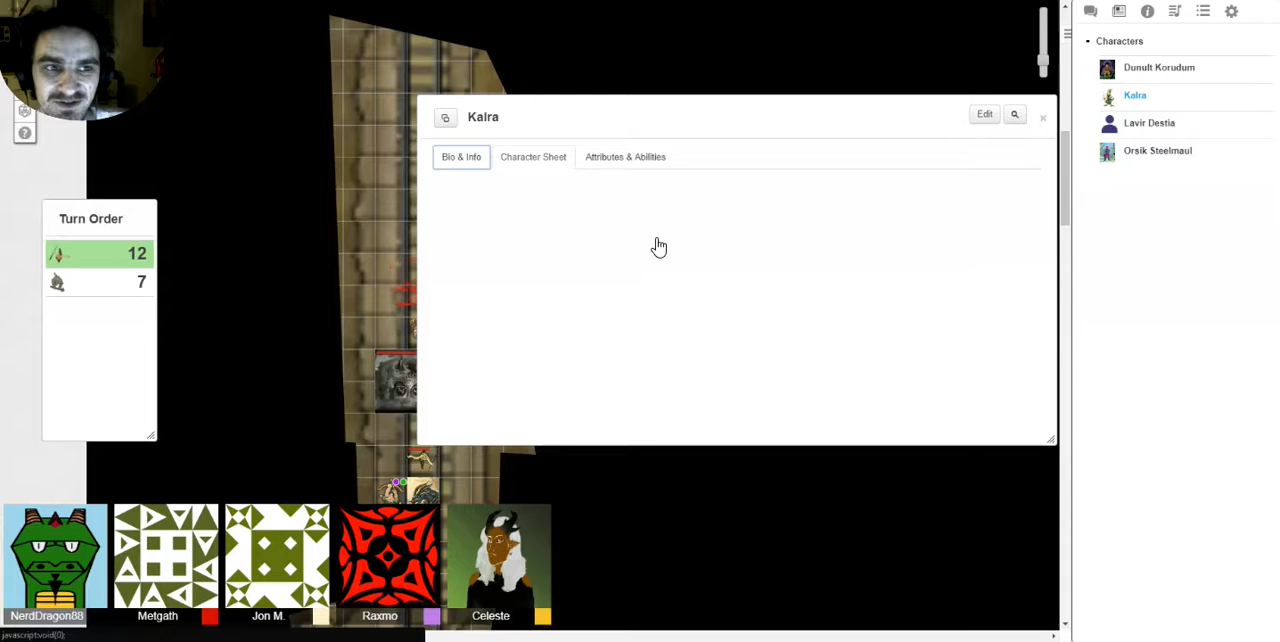 Characters
Dunult Korudum
Kalra
Lavir Destia
Orsik Steelmaul
Kalra
Edit
Bio & Info
Character Sheet
Attributes & Abilities
Turn Order
12
7
NerdDragon88
Metgath
Jon M.
Raxmo
Celeste
javascript:void(0);